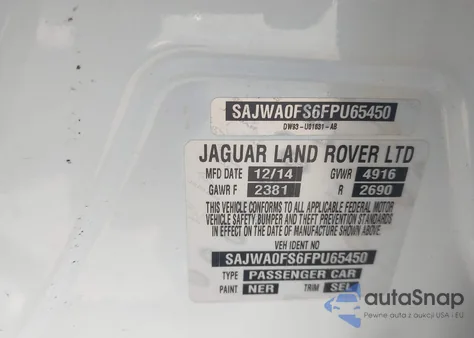 SAJWA0FS6FPU65450
DW93-U01831-AB
JAGUAR LAND ROVER LTD
MFD DATE 12/14 GVWR 4916
GAWR F 2381 R 2690
THIS VEHICLE CONFORMS TO ALL APPLICABLE FEDERAL MOTOR
VEHICLE SAFETY, BUMPER AND THEFT PREVENTION STANDARDS
IN EFFECT ON THE DATE OF MANUFACTURE SHOWN ABOVE.
VEH IDENT NO
SAJWA0FS6FPU65450
TYPE PASSENGER CAR
PAINT NER TRIM SEL
autoSnap
Pewne auta z aukcji USA - EU